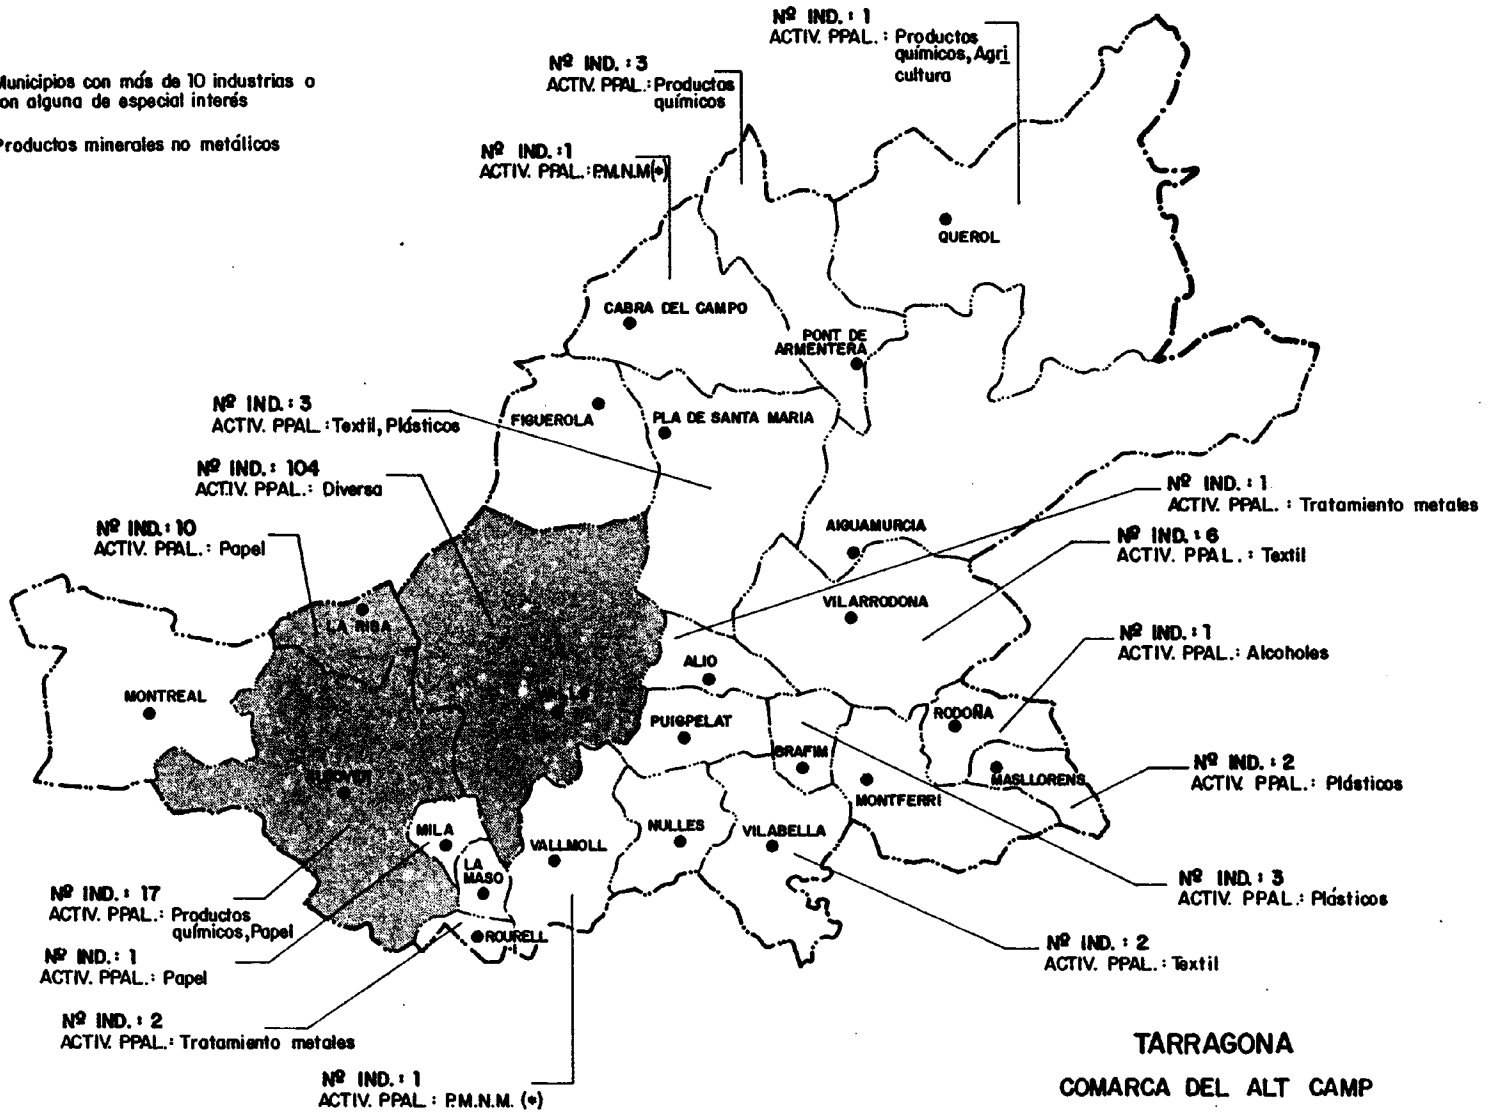 Nº IND. : 1
ACTIV. PPAL. : Productos
químicos, Agri
cultura
Nº IND. : 3
ACTIV. PPAL. : Productos
químicos
Municipios con más de 10 industrias o
con alguna de especial interés
Productos minerales no metálicos
Nº IND. : 1
ACTIV. PPAL. : P.M.N.M (*)
QUEROL
CABRA DEL CAMPO
PONT DE
ARMENTERA
Nº IND. : 3
ACTIV. PPAL : Textil, Plásticos
FIGUEROLA
PLA DE SANTA MARIA
Nº IND. : 104
ACTIV. PPAL. : Diversa
Nº IND. : 1
ACTIV. PPAL. : Tratamiento metales
Nº IND. : 10
ACTIV. PPAL. : Papel
AIGUAMURCIA
Nº IND. : 6
ACTIV. PPAL. : Textil
VILARRODONA
LA RIBA
Nº IND. : 1
ACTIV. PPAL. : Alcoholes
ALIO
MONTREAL
PUIGPELAT
RODOÑA
BRAFIM
MASLLORENS
Nº IND. : 2
ACTIV. PPAL. : Plásticos
MONTFERRI
MILA
VALLMOLL
NULLES
VILABELLA
LA
MASO
Nº IND. : 17
ACTIV. PPAL. : Productos
químicos, Papel
Nº IND. : 3
ACTIV. PPAL. : Plásticos
ROURELL
Nº IND. : 1
ACTIV. PPAL. : Papel
Nº IND. : 2
ACTIV. PPAL. : Textil
Nº IND. : 2
ACTIV. PPAL. : Tratamiento metales
Nº IND. : 1
ACTIV. PPAL : P.M.N.M. (*)
TARRAGONA
COMARCA DEL ALT CAMP